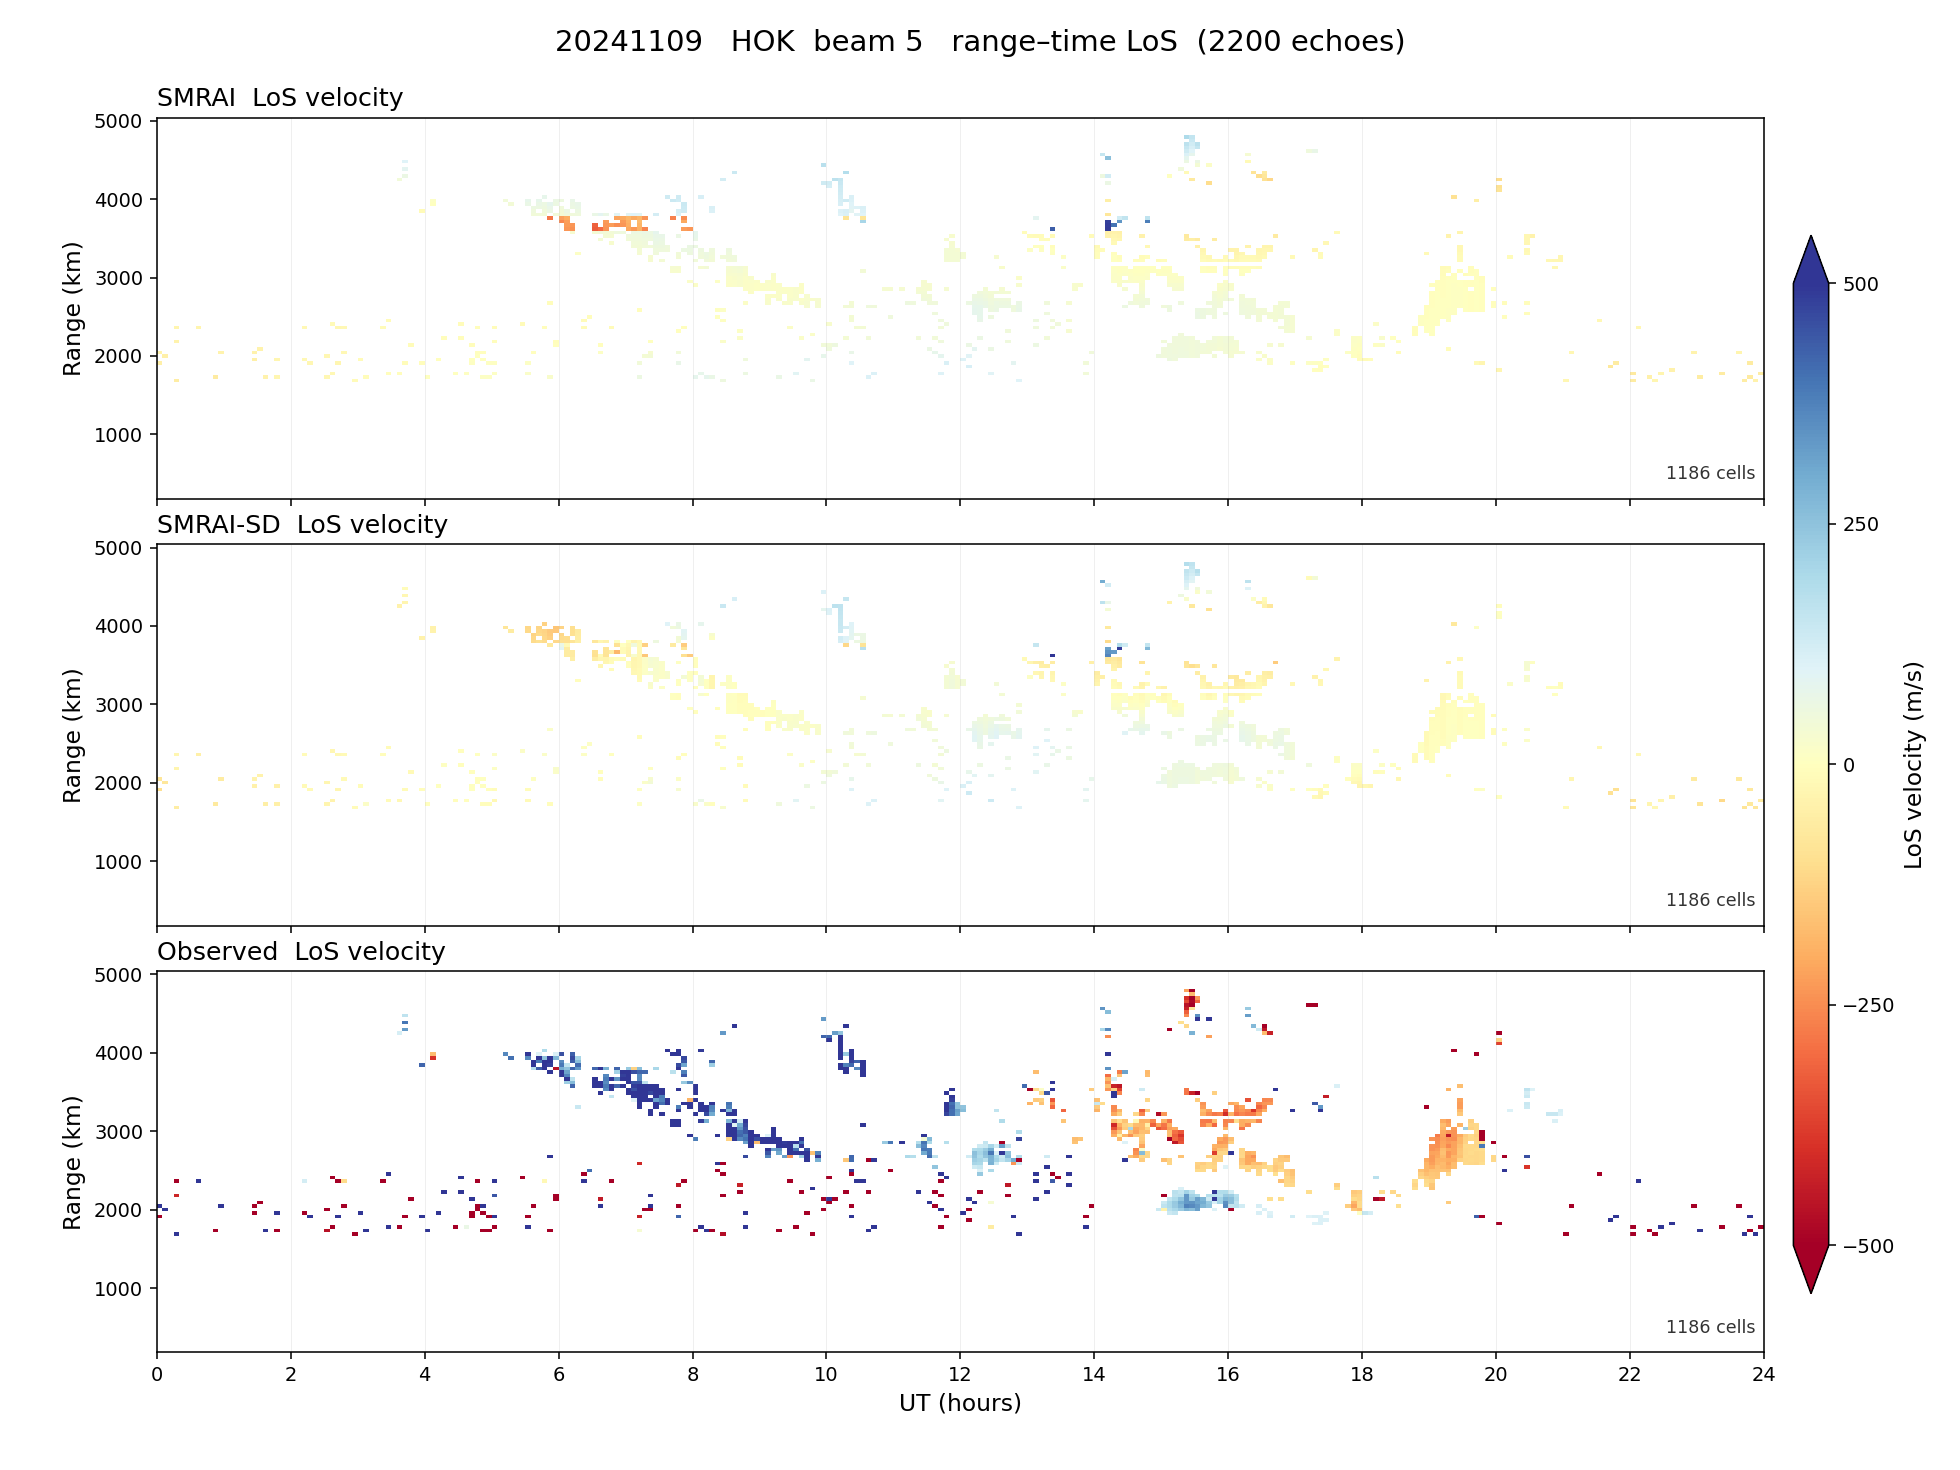 20241109   HOK  beam 5   range–time LoS  (2200 echoes)
SMRAI  LoS velocity
5000
4000
3000
2000
1000
Range (km)
1186 cells
SMRAI-SD  LoS velocity
5000
4000
3000
2000
1000
Range (km)
1186 cells
Observed  LoS velocity
5000
4000
3000
2000
1000
Range (km)
1186 cells
0 2 4 6 8 10 12 14 16 18 20 22 24
UT (hours)
500
250
0
−250
−500
LoS velocity (m/s)